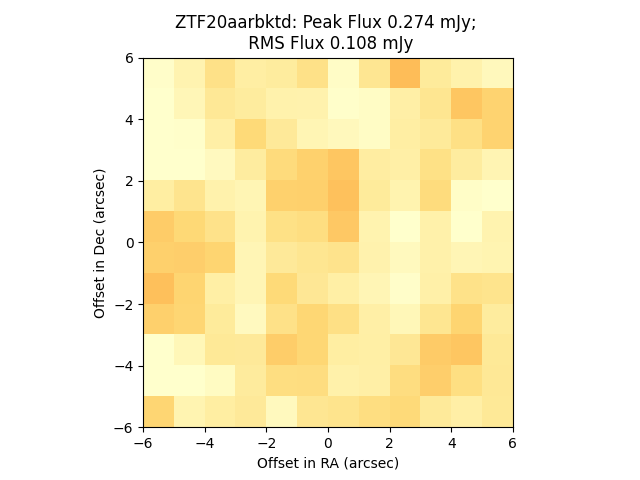 ZTF20aarbktd: Peak Flux 0.274 mJy;
RMS Flux 0.108 mJy
6
4
2
0
−2
−4
−6
Offset in Dec (arcsec)
−6 −4 −2 0 2 4 6
Offset in RA (arcsec)